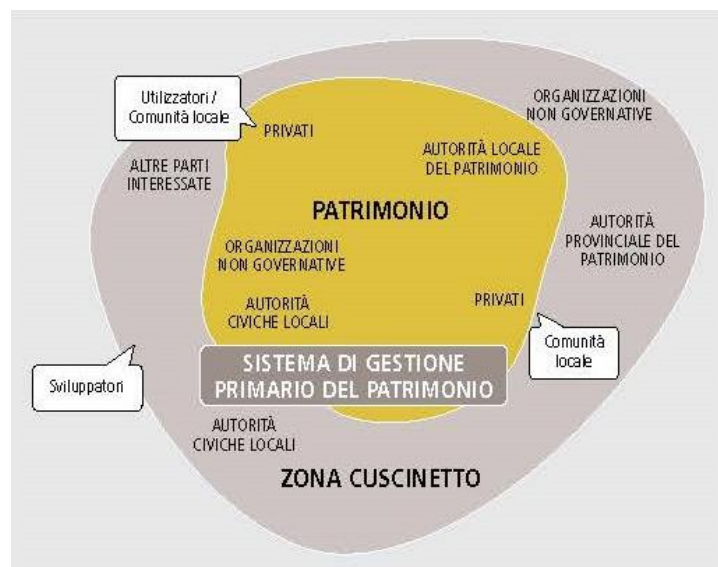 Utilizzatori /
Comunità locale
PRIVATI
ALTRE PARTI
INTERESSATE
ORGANIZZAZIONI
NON GOVERNATIVE
AUTORITÀ LOCALE
DEL PATRIMONIO
PATRIMONIO
AUTORITÀ
PROVINCIALE DEL
PATRIMONIO
ORGANIZZAZIONI
NON GOVERNATIVE
AUTORITÀ
CIVICHE LOCALI
PRIVATI
Comunità
locale
SISTEMA DI GESTIONE
PRIMARIO DEL PATRIMONIO
Sviluppatori
AUTORITÀ
CIVICHE LOCALI
ZONA CUSCINETTO